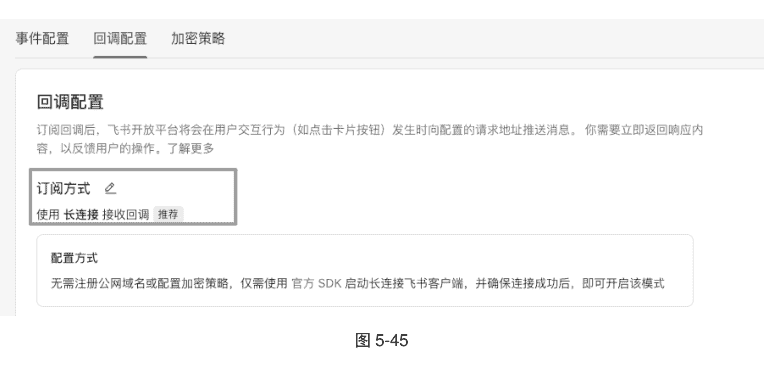 事件配置 回调配置 加密策略
回调配置
订阅回调后，飞书开放平台将会在用户交互行为（如点击卡片按钮）发生时向配置的请求地址推送消息。 你需要立即返回响应内
容，以反馈用户的操作。了解更多
订阅方式
使用 长连接 接收回调 推荐
配置方式
无需注册公网域名或配置加密策略，仅需使用 官方 SDK 启动长连接飞书客户端，并确保连接成功后，即可开启该模式
图 5-45